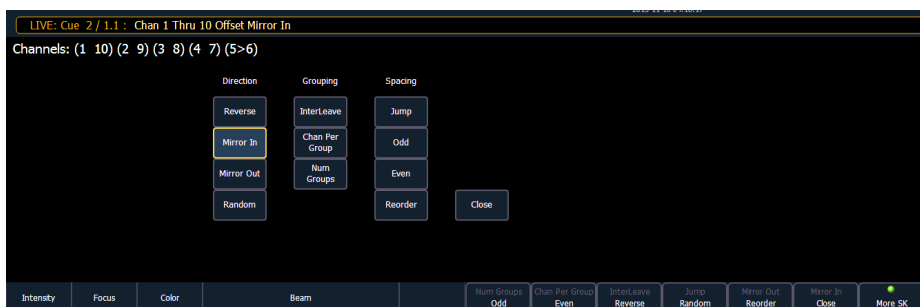 LIVE: Cue 2 / 1.1 : Chan 1 Thru 10 Offset Mirror In
Channels: (1 10) (2 9) (3 8) (4 7) (5>6)
Direction Grouping Spacing
Reverse InterLeave Jump
Mirror In Chan Per Group Odd
Mirror Out Num Groups Even
Random Reorder Close
Num Groups Chan Per Group InterLeave Jump Mirror Out Mirror In
Intensity Focus Color Beam Odd Even Reverse Random Reorder Close More SK